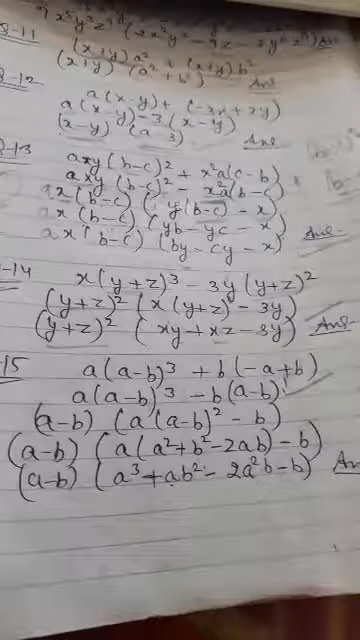 Q-11
(x+y)a² + (x+y)b²
(x+y) (a²+b²) Ans
Q-12
a(x-y) + (-3x+3y)
a(x-y) - 3(x-y)
(x-y) (a 3) Ans
Q-13
axy(b-c)² + x²a(c-b)
axy(b-c)² - x²a(b-c)
ax(b-c) (y(b-c) - x)
ax(b-c) (yb-yc-x)
ax(b-c) (by-cy-x) Ans
-14
x(y+z)³ - 3y(y+z)²
(y+z)² (x(y+z) - 3y)
(y+z)² (xy+xz-3y) Ans
-15
a(a-b)³ + b(-a+b)
a(a-b)³ - b(a-b)
(a-b) (a(a-b)² - b)
(a-b) (a(a²+b²-2ab) - b)
(a-b) (a³+ab²-2a²b-b) An